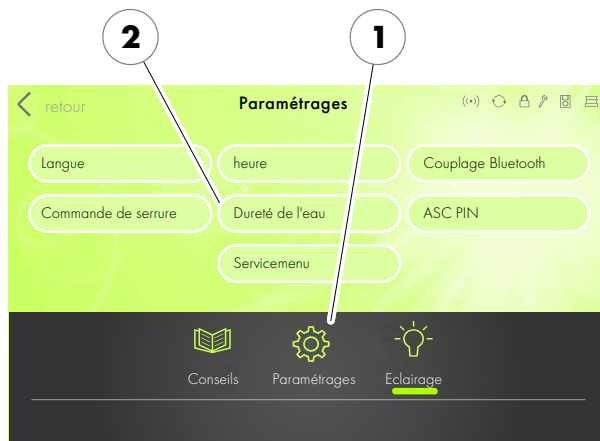 2 1
retour Paramétrages
Langue heure Couplage Bluetooth
Commande de serrure Dureté de l'eau ASC PIN
Servicemenu
Conseils Paramétrages Eclairage